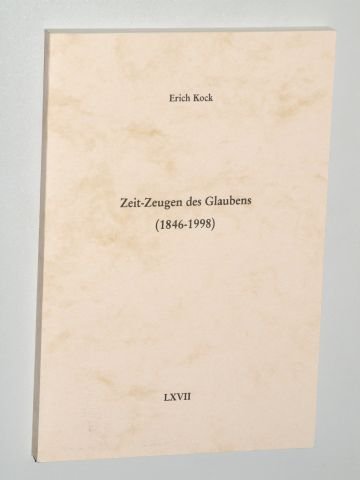 Erich Kock
Zeit-Zeugen des Glaubens
(1846-1998)
LXVII